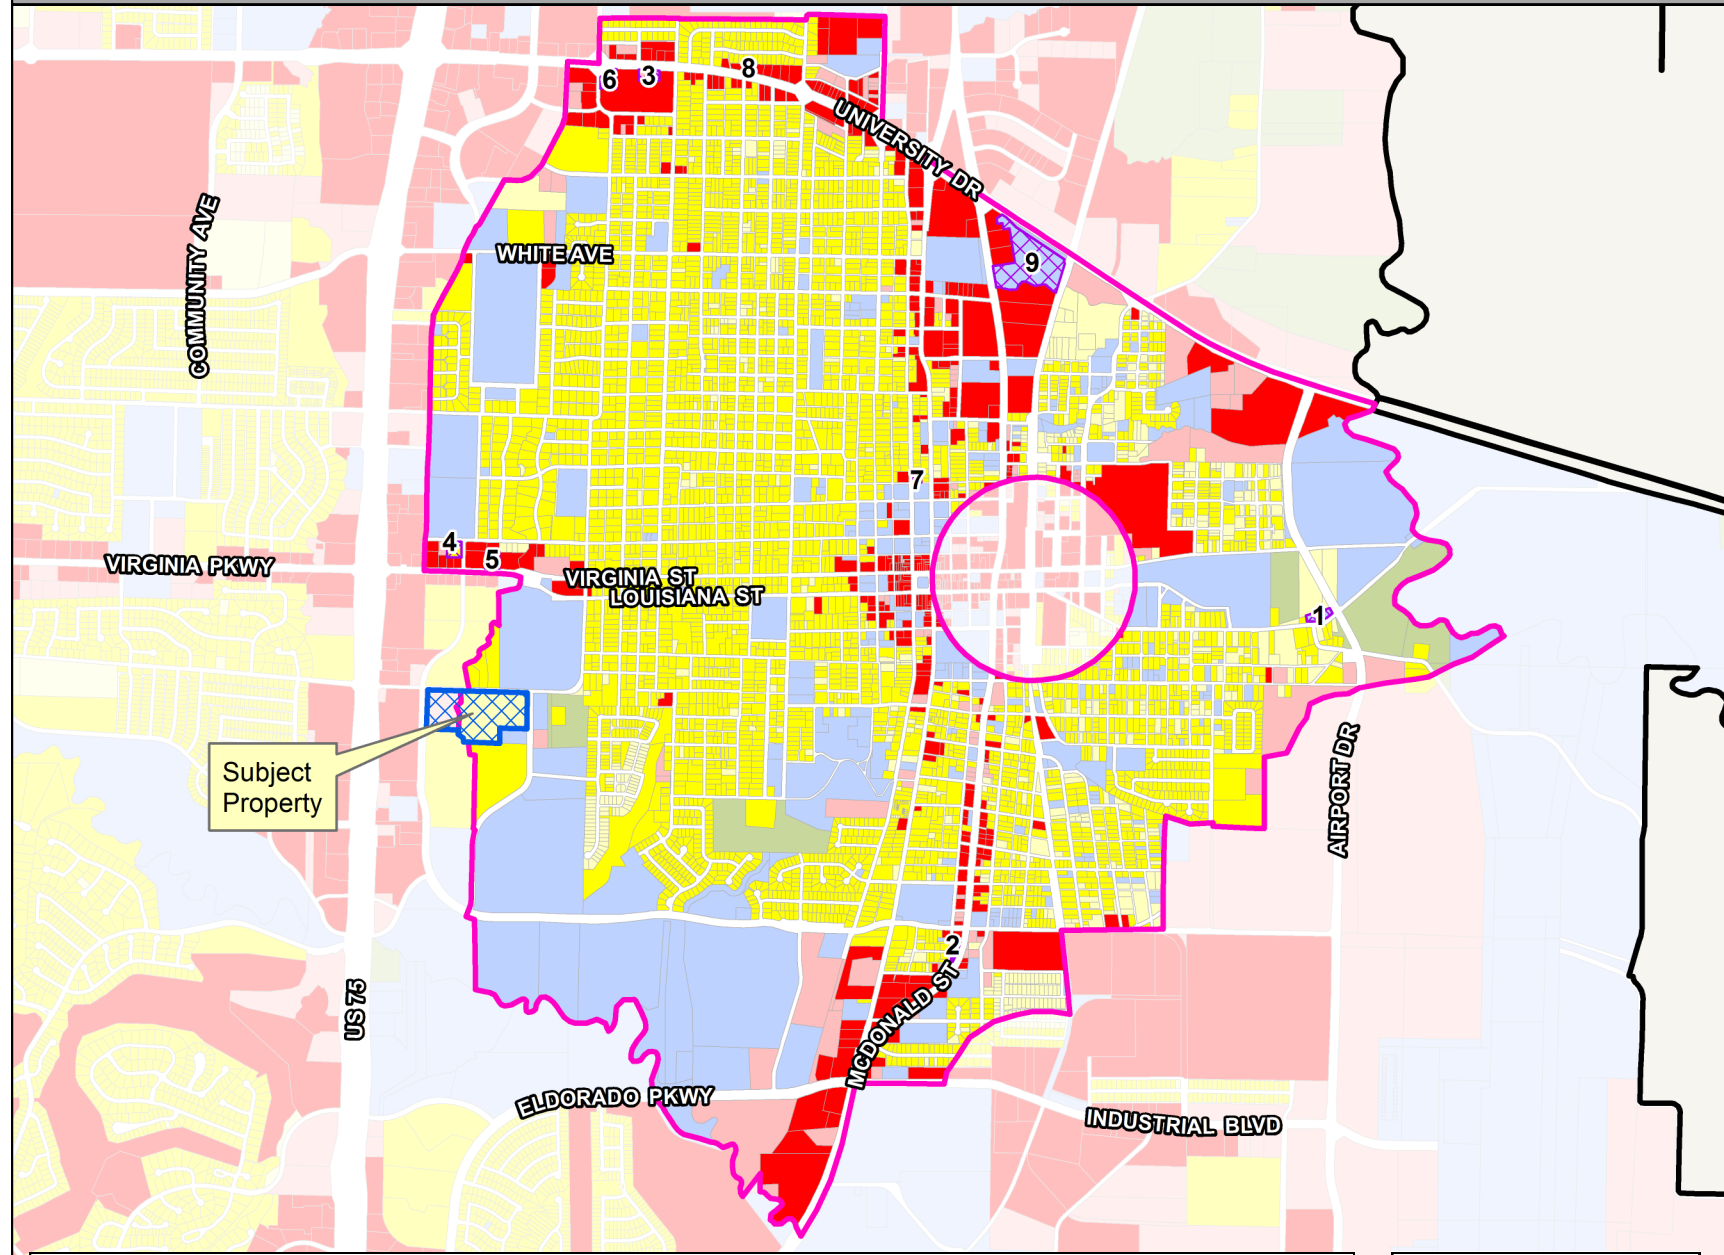 6
3
8
UNIVERSITY DR
COMMUNITY AVE
WHITE AVE
9
7
4
5
VIRGINIA PKWY
VIRGINIA ST
LOUISIANA ST
1
Subject
Property
AIRPORT DR
2
US 75
MCDONALD ST
ELDORADO PKWY
INDUSTRIAL BLVD